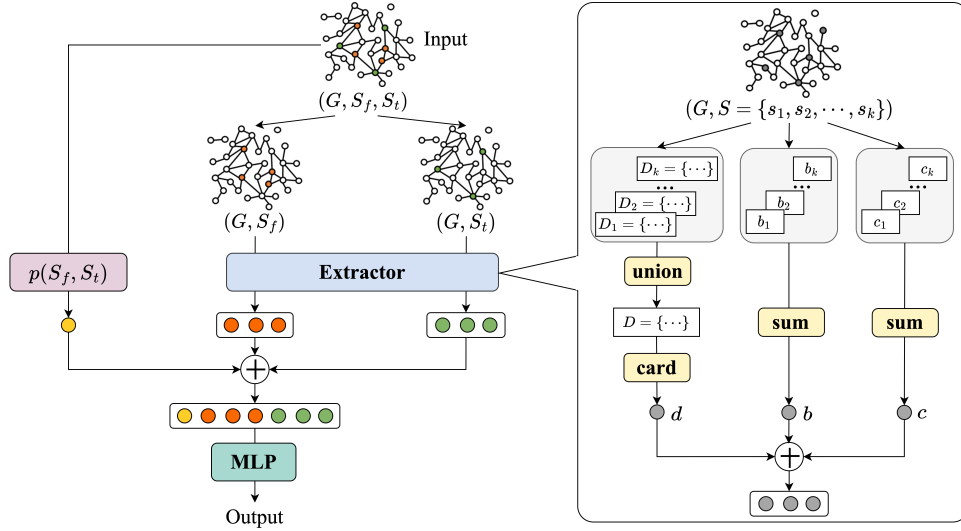 Input
(G, S_f, S_t)
(G, S_f)
(G, S_t)
p(S_f, S_t)
Extractor
MLP
Output
(G, S = {s_1, s_2, ⋯, s_k})
D_k = {⋯}
...
D_2 = {⋯}
D_1 = {⋯}
b_k
...
b_2
b_1
c_k
...
c_2
c_1
union
D = {⋯}
sum
sum
card
d
b
c